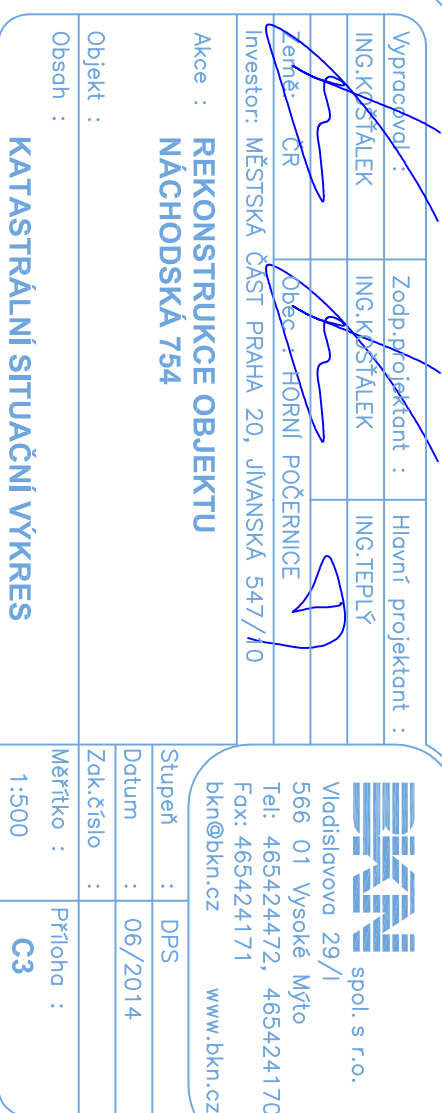 Vypracoval :
Zodp.projektant :
Hlavní projektant :
ING.KOŠŤÁLEK
ING.KOŠŤÁLEK
ING.TEPLÝ
Země: ČR
Obec : HORNÍ POČERNICE
Investor: MĚSTSKÁ ČÁST PRAHA 20, JÍVANSKÁ 547/10
Akce : REKONSTRUKCE OBJEKTU
NÁCHODSKÁ 754
Objekt :
Obsah :
KATASTRÁLNÍ SITUAČNÍ VÝKRES
BKN spol. s r.o.
Vladislavova 29/I
566 01 Vysoké Mýto
Tel: 465424472, 465424170
Fax: 465424171
bkn@bkn.cz www.bkn.cz
Stupeň : DPS
Datum : 06/2014
Zak.číslo :
Měřítko : Příloha :
1:500 C3